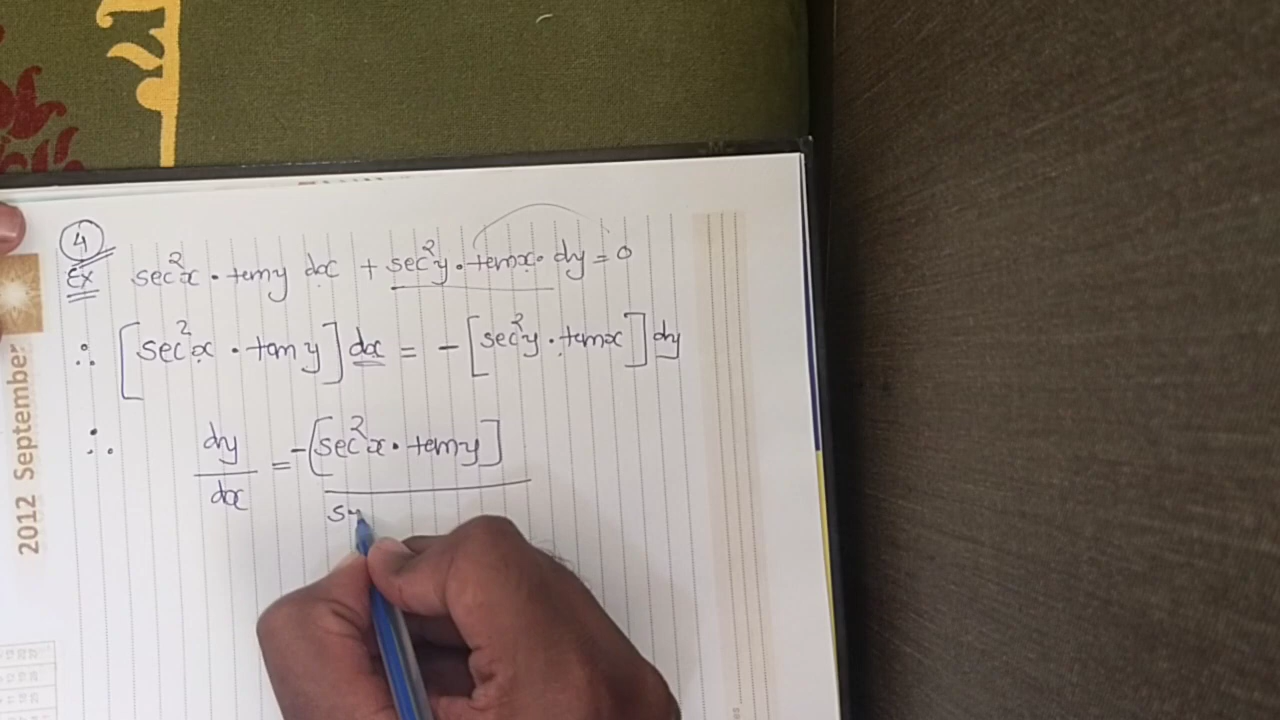 4
Ex sec²x · tany dx + sec²y · tanx · dy = 0
∴ [sec²x · tany] dx = - [sec²y · tanx] dy
∴ dy/dx = -[sec²x · tany]
2012 September